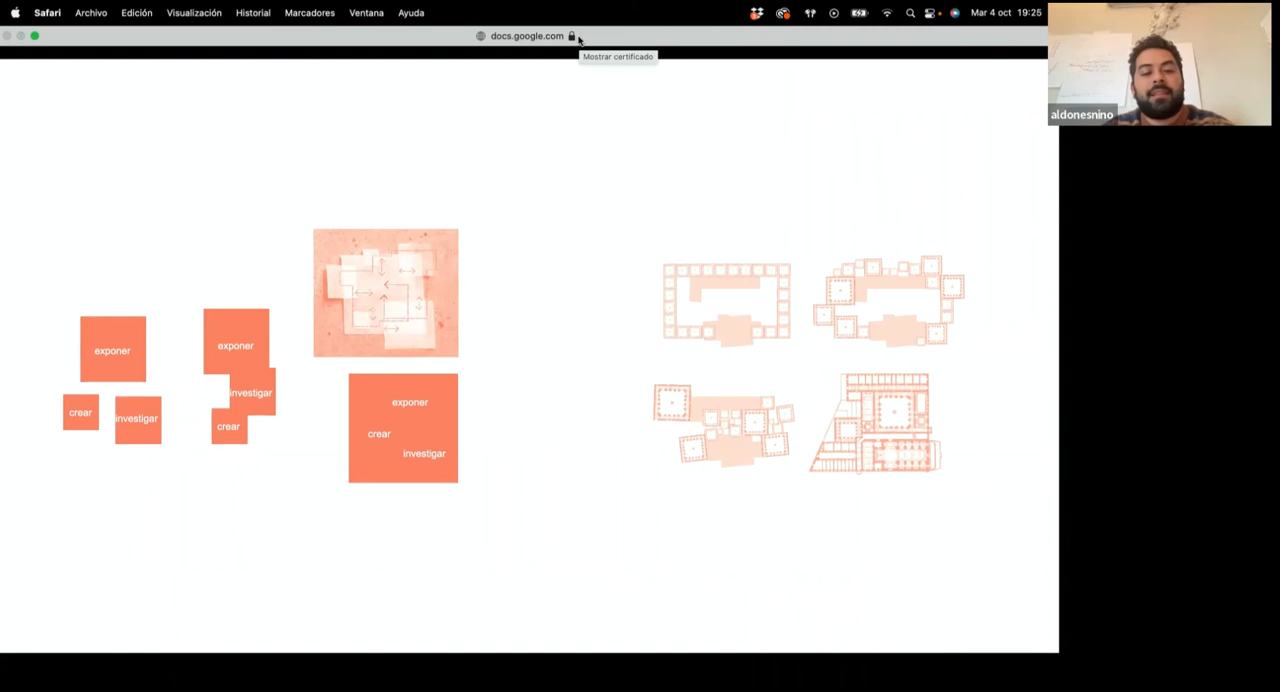 Safari Archivo Edición Visualización Historial Marcadores Ventana Ayuda Mar 4 oct 19:25
docs.google.com
Mostrar certificado
aldonesnino
exponer
crear
investigar
exponer
investigar
crear
exponer
crear
investigar